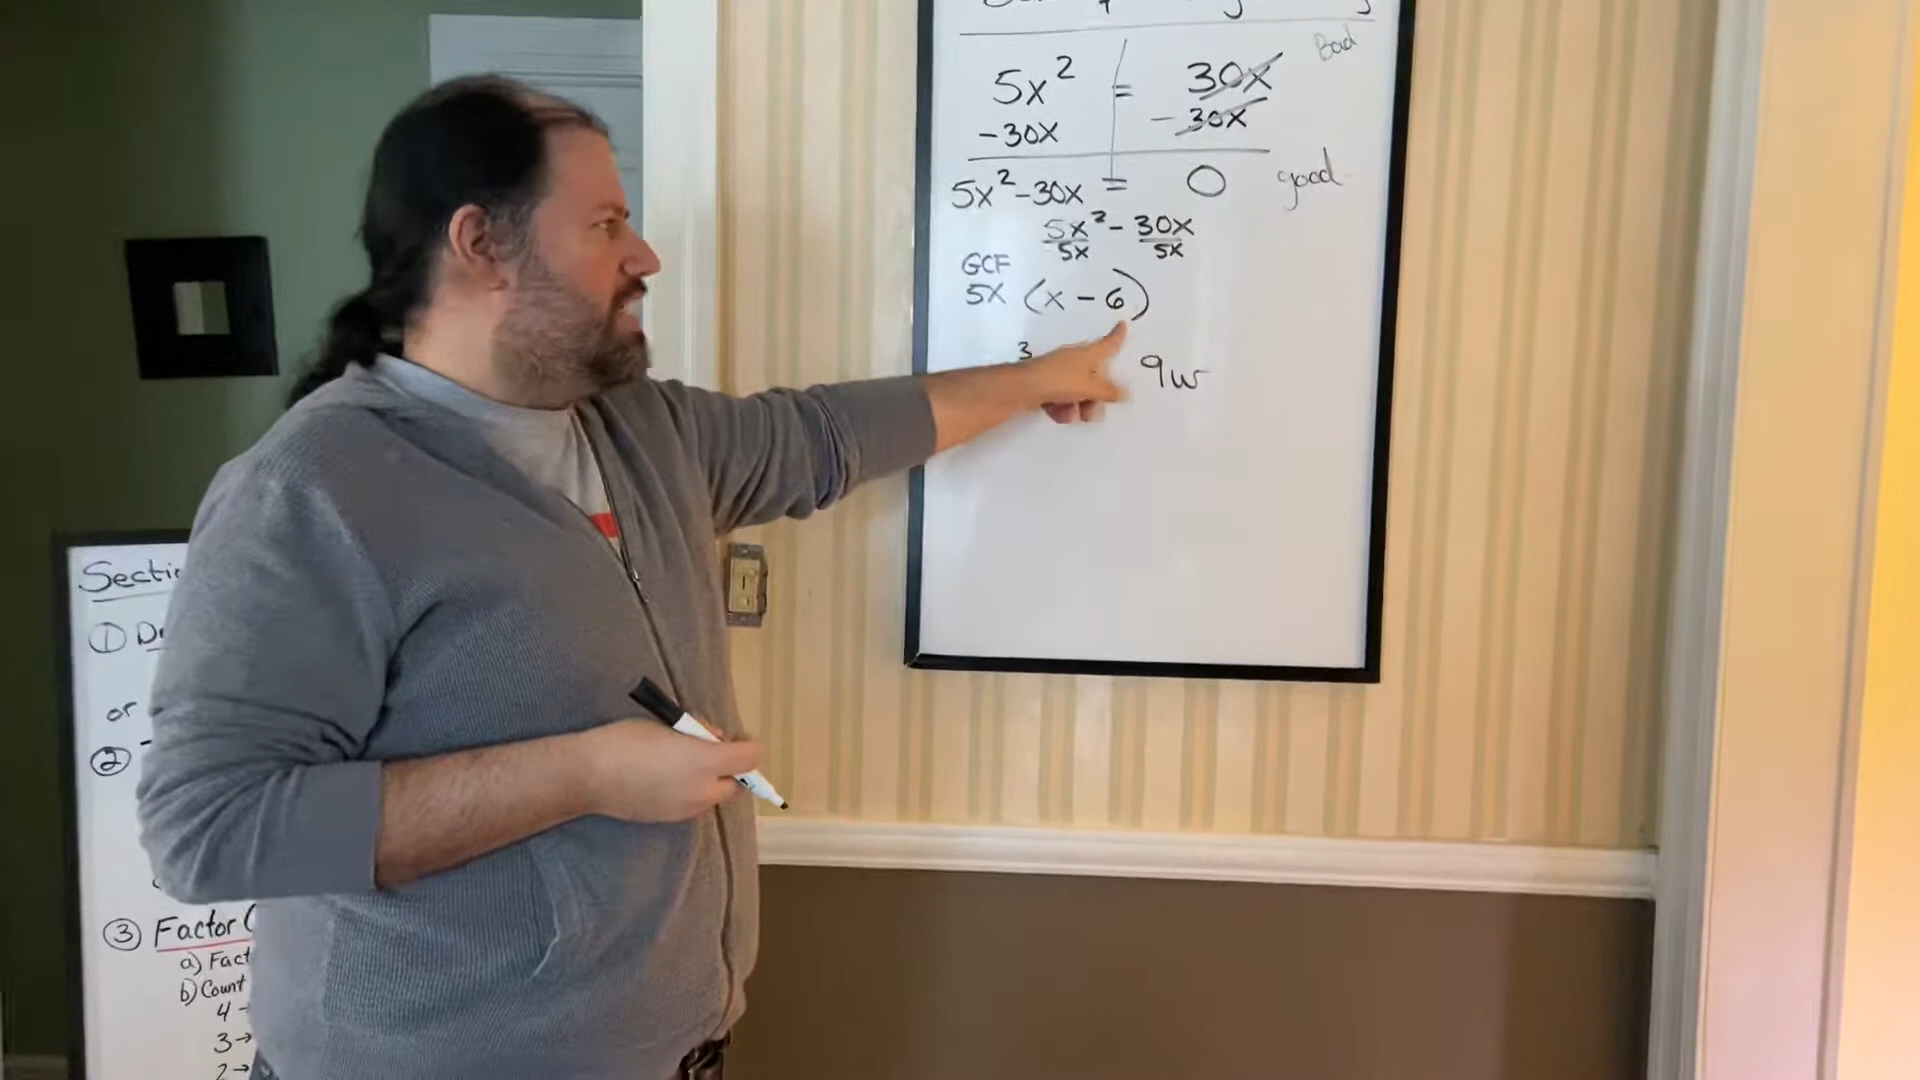 Bad
5x² = 30x
-30x - 30x
5x²-30x = 0 good
5x² - 30x
5x 5x
GCF
5x (x - 6)
3
9w
Secti
①
or
②
③ Factor (
a) Fact
b) Count
4 -
3→
2→